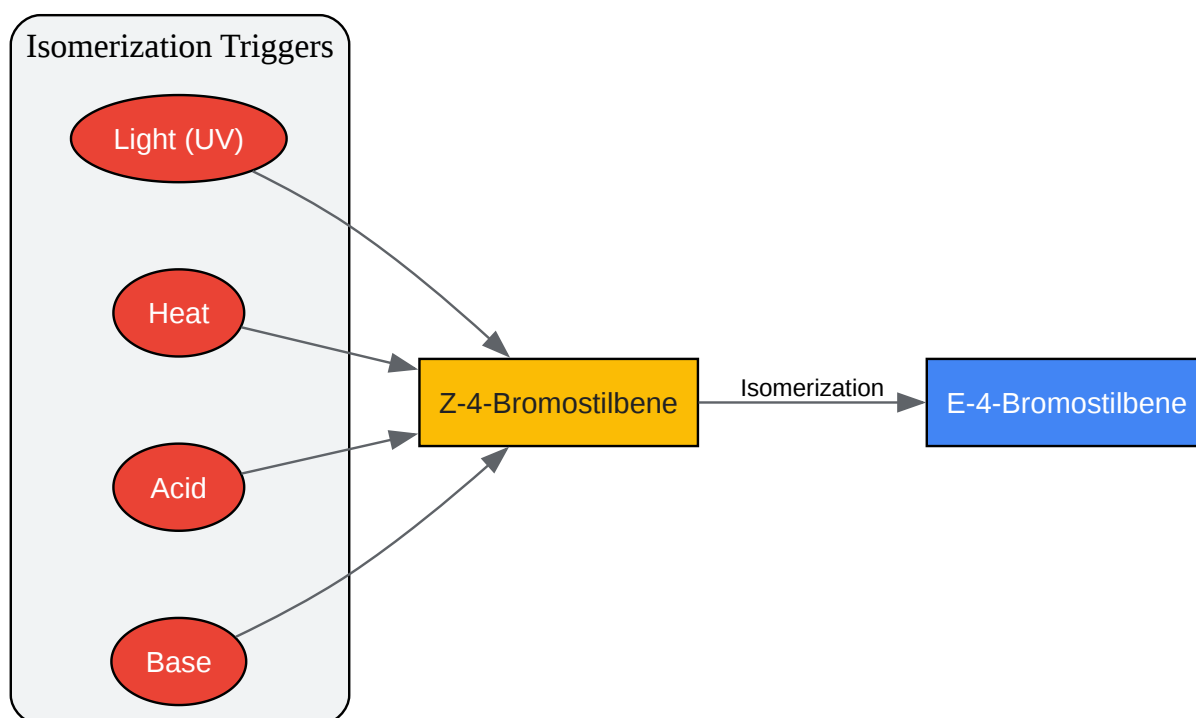 Isomerization Triggers
Light (UV)
Heat
Acid
Base
Z-4-Bromostilbene
Isomerization
E-4-Bromostilbene